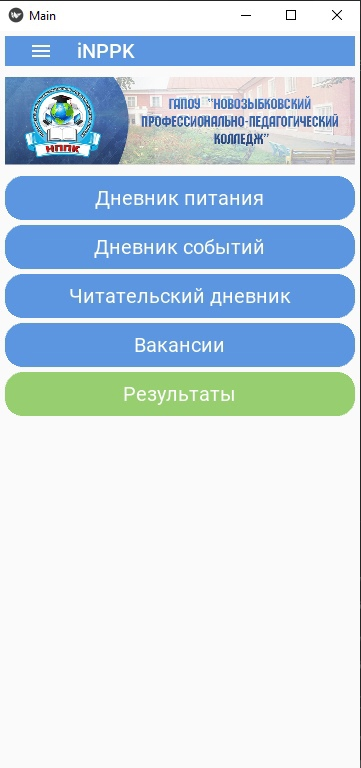 Main
iNPPK
ГАПОУ "НОВОЗЫБКОВСКИЙ
ПРОФЕССИОНАЛЬНО-ПЕДАГОГИЧЕСКИЙ
КОЛЛЕДЖ"
НППК
Дневник питания
Дневник событий
Читательский дневник
Вакансии
Результаты